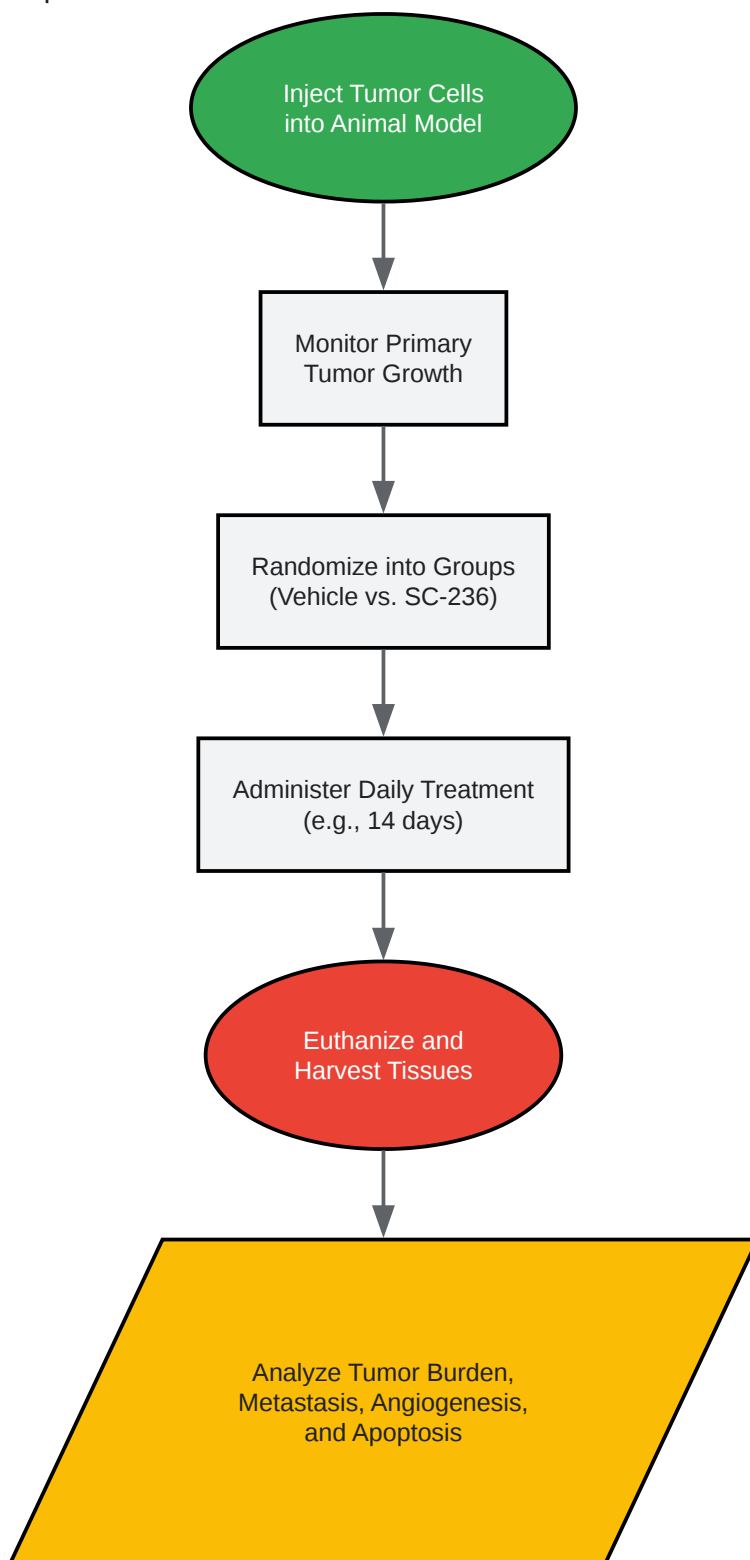 Inject Tumor Cells
into Animal Model
Monitor Primary
Tumor Growth
Randomize into Groups
(Vehicle vs. SC-236)
Administer Daily Treatment
(e.g., 14 days)
Euthanize and
Harvest Tissues
Analyze Tumor Burden,
Metastasis, Angiogenesis,
and Apoptosis